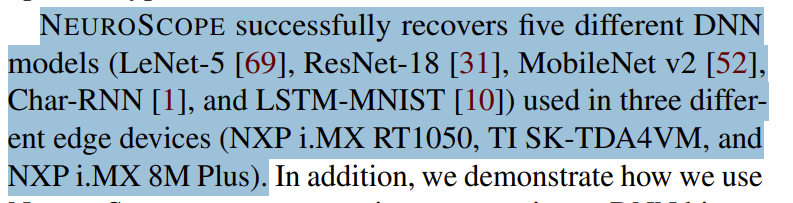 NEUROSCOPE successfully recovers five different DNN
models (LeNet-5 [69], ResNet-18 [31], MobileNet v2 [52],
Char-RNN [1], and LSTM-MNIST [10]) used in three differ-
ent edge devices (NXP i.MX RT1050, TI SK-TDA4VM, and
NXP i.MX 8M Plus). In addition, we demonstrate how we use